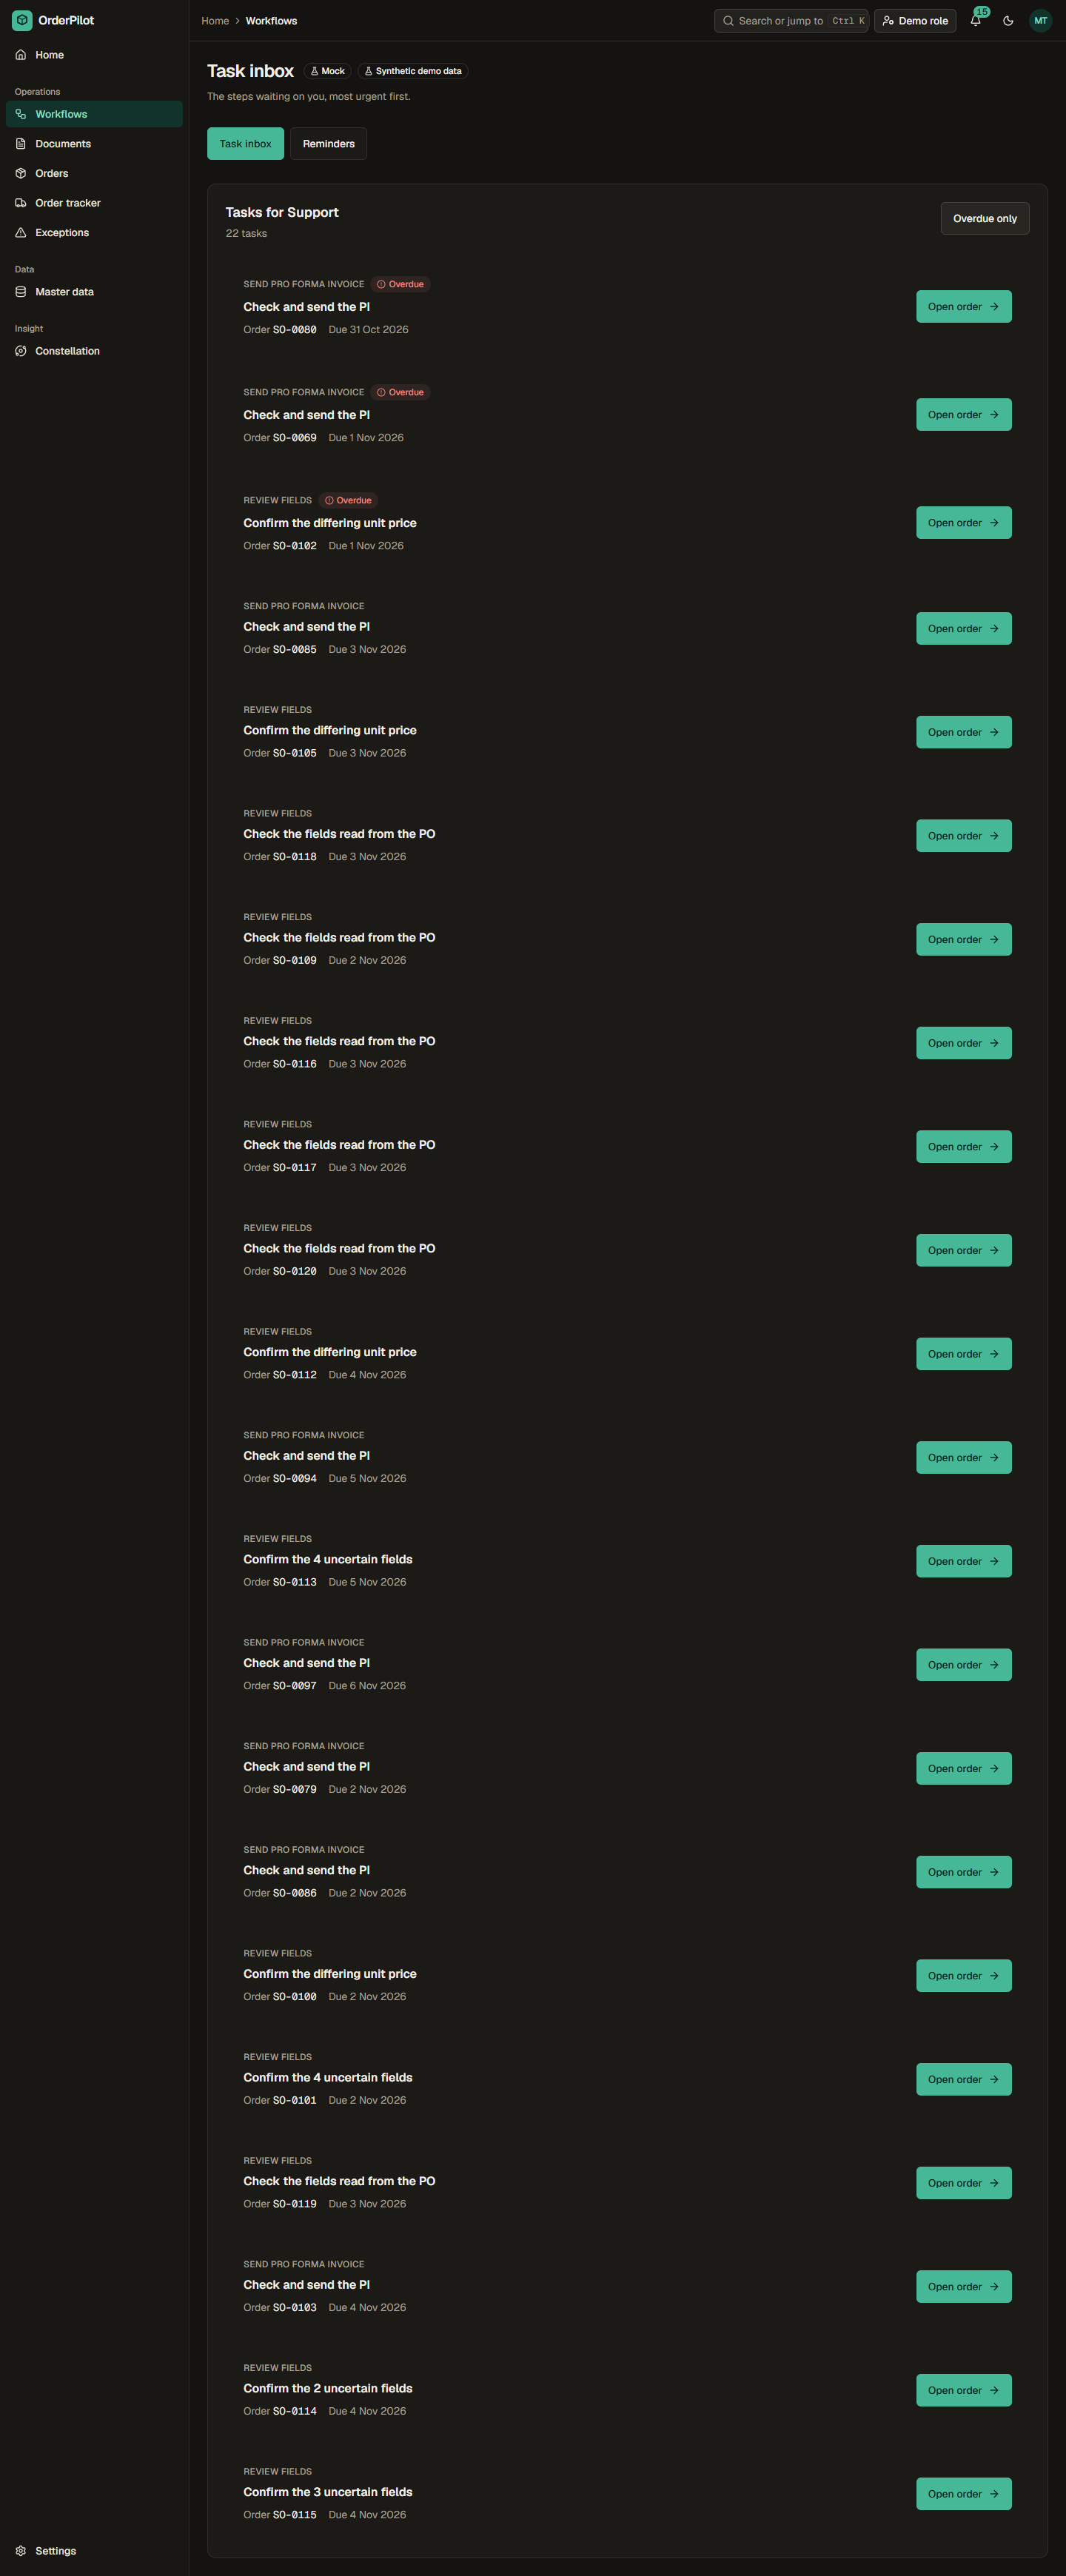 OrderPilot
Home > Workflows
Search or jump to Ctrl K
Demo role
15
MT
Home
Operations
Workflows
Documents
Orders
Order tracker
Exceptions
Data
Master data
Insight
Constellation
Settings
Task inbox Mock Synthetic demo data
The steps waiting on you, most urgent first.
Task inbox Reminders
Tasks for Support
22 tasks
Overdue only
SEND PRO FORMA INVOICE Overdue
Check and send the PI
Order SO-0080 Due 31 Oct 2026
Open order
SEND PRO FORMA INVOICE Overdue
Check and send the PI
Order SO-0069 Due 1 Nov 2026
Open order
REVIEW FIELDS Overdue
Confirm the differing unit price
Order SO-0102 Due 1 Nov 2026
Open order
SEND PRO FORMA INVOICE
Check and send the PI
Order SO-0085 Due 3 Nov 2026
Open order
REVIEW FIELDS
Confirm the differing unit price
Order SO-0105 Due 3 Nov 2026
Open order
REVIEW FIELDS
Check the fields read from the PO
Order SO-0118 Due 3 Nov 2026
Open order
REVIEW FIELDS
Check the fields read from the PO
Order SO-0109 Due 2 Nov 2026
Open order
REVIEW FIELDS
Check the fields read from the PO
Order SO-0116 Due 3 Nov 2026
Open order
REVIEW FIELDS
Check the fields read from the PO
Order SO-0117 Due 3 Nov 2026
Open order
REVIEW FIELDS
Check the fields read from the PO
Order SO-0120 Due 3 Nov 2026
Open order
REVIEW FIELDS
Confirm the differing unit price
Order SO-0112 Due 4 Nov 2026
Open order
SEND PRO FORMA INVOICE
Check and send the PI
Order SO-0094 Due 5 Nov 2026
Open order
REVIEW FIELDS
Confirm the 4 uncertain fields
Order SO-0113 Due 5 Nov 2026
Open order
SEND PRO FORMA INVOICE
Check and send the PI
Order SO-0097 Due 6 Nov 2026
Open order
SEND PRO FORMA INVOICE
Check and send the PI
Order SO-0079 Due 2 Nov 2026
Open order
SEND PRO FORMA INVOICE
Check and send the PI
Order SO-0086 Due 2 Nov 2026
Open order
REVIEW FIELDS
Confirm the differing unit price
Order SO-0100 Due 2 Nov 2026
Open order
REVIEW FIELDS
Confirm the 4 uncertain fields
Order SO-0101 Due 2 Nov 2026
Open order
REVIEW FIELDS
Check the fields read from the PO
Order SO-0119 Due 3 Nov 2026
Open order
SEND PRO FORMA INVOICE
Check and send the PI
Order SO-0103 Due 4 Nov 2026
Open order
REVIEW FIELDS
Confirm the 2 uncertain fields
Order SO-0114 Due 4 Nov 2026
Open order
REVIEW FIELDS
Confirm the 3 uncertain fields
Order SO-0115 Due 4 Nov 2026
Open order